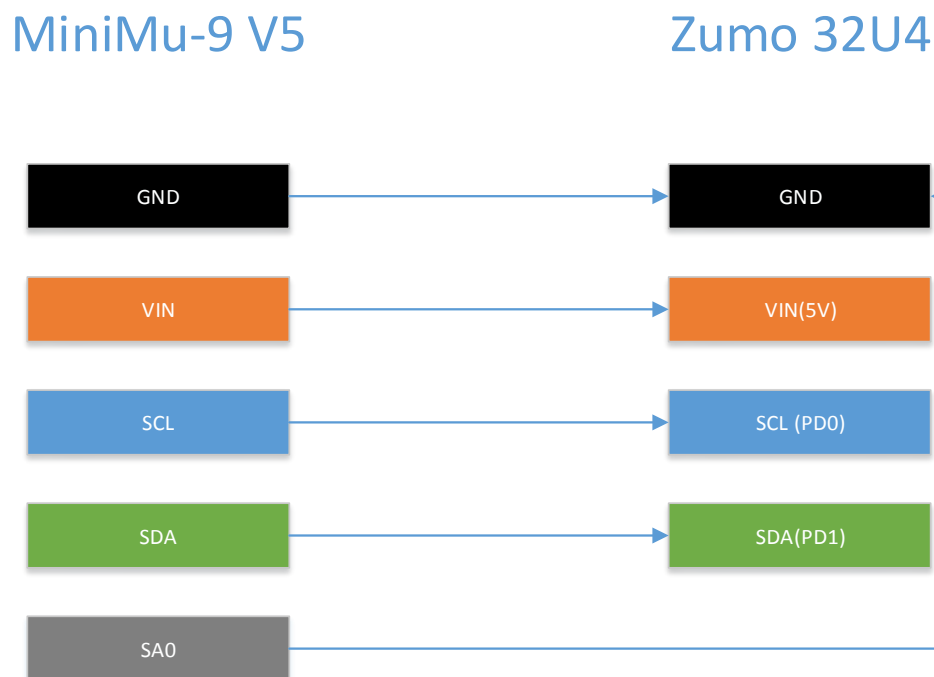 MiniMu-9 V5
Zumo 32U4
GND
GND
VIN
VIN(5V)
SCL
SCL (PD0)
SDA
SDA(PD1)
SA0